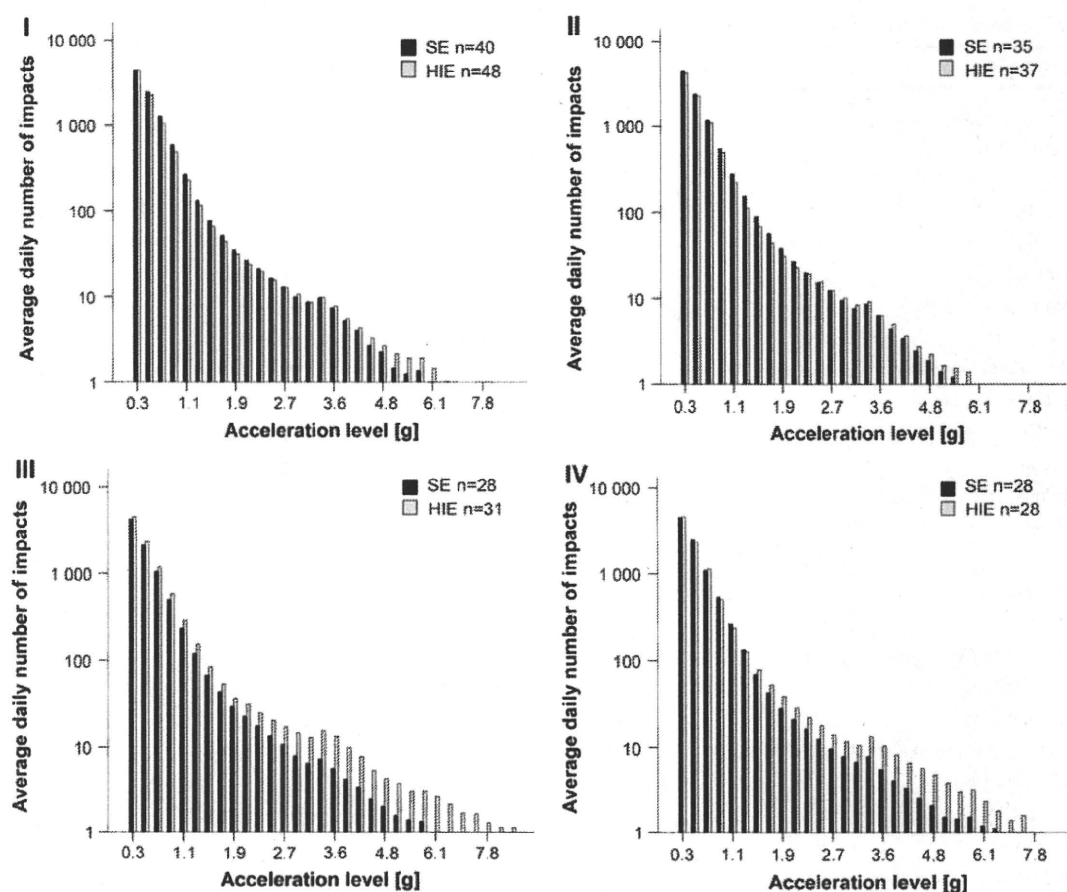 I
Average daily number of impacts
10 000
1 000
100
10
1
SE n=40
HIE n=48
0.3 1.1 1.9 2.7 3.6 4.8 6.1 7.8
Acceleration level [g]
II
Average daily number of impacts
10 000
1 000
100
10
1
SE n=35
HIE n=37
0.3 1.1 1.9 2.7 3.6 4.8 6.1 7.8
Acceleration level [g]
III
Average daily number of impacts
10 000
1 000
100
10
1
SE n=28
HIE n=31
0.3 1.1 1.9 2.7 3.6 4.8 6.1 7.8
Acceleration level [g]
IV
Average daily number of impacts
10 000
1 000
100
10
1
SE n=28
HIE n=28
0.3 1.1 1.9 2.7 3.6 4.8 6.1 7.8
Acceleration level [g]